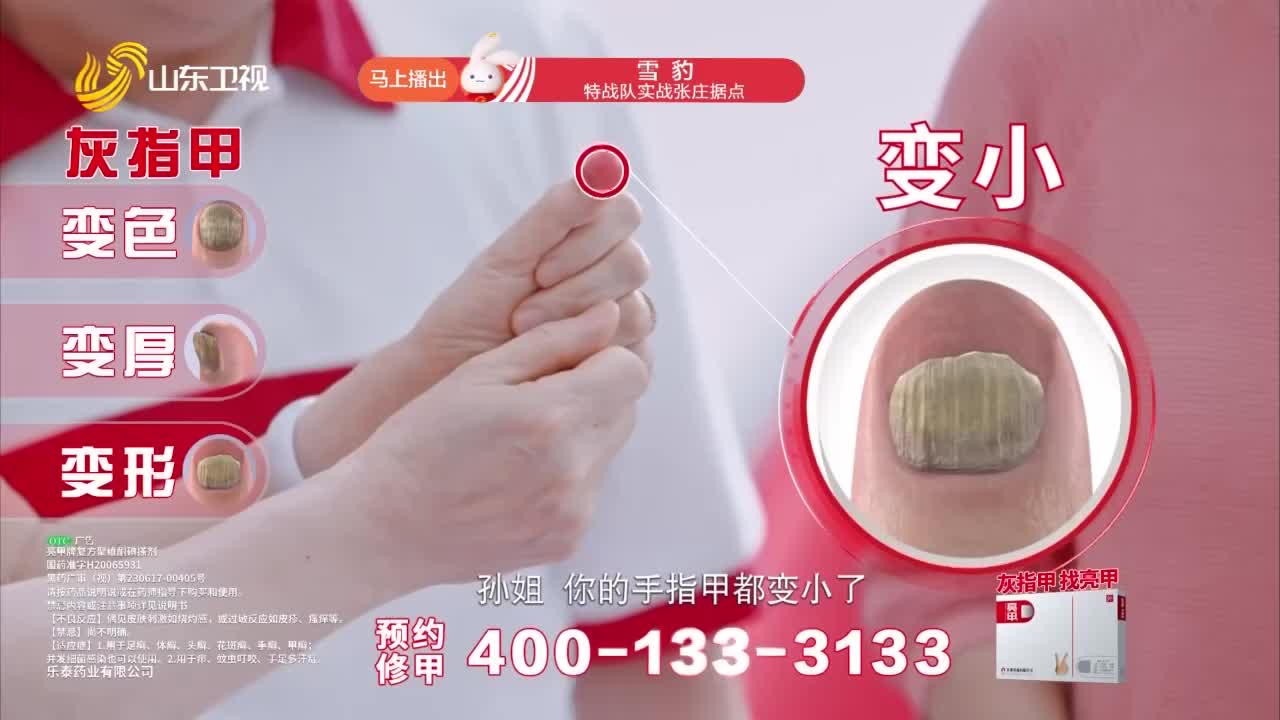 山东卫视
马上播出
雪豹
特战队实战张庄据点
灰指甲
变色
变厚
变形
变小
OTC 广告
亮甲牌复方聚维酮碘搽剂
国药准字H20065931
黑药广审（视）第230617-00405号
请按药品说明说或在药师指导下购买和使用。
禁忌内容或注意事项详见说明书
【不良反应】偶见皮肤刺激如烧灼感，或过敏反应如皮疹、瘙痒等。
【禁忌】尚不明确。
【适应症】1.用于足癣、体癣、头癣、花斑癣、手癣、甲癣；
并发细菌感染也可以使用。2.用于疖、蚊虫叮咬、手足多汗症。
乐泰药业有限公司
孙姐 你的手指甲都变小了
预约
修甲
400-133-3133
灰指甲 找亮甲
亮甲